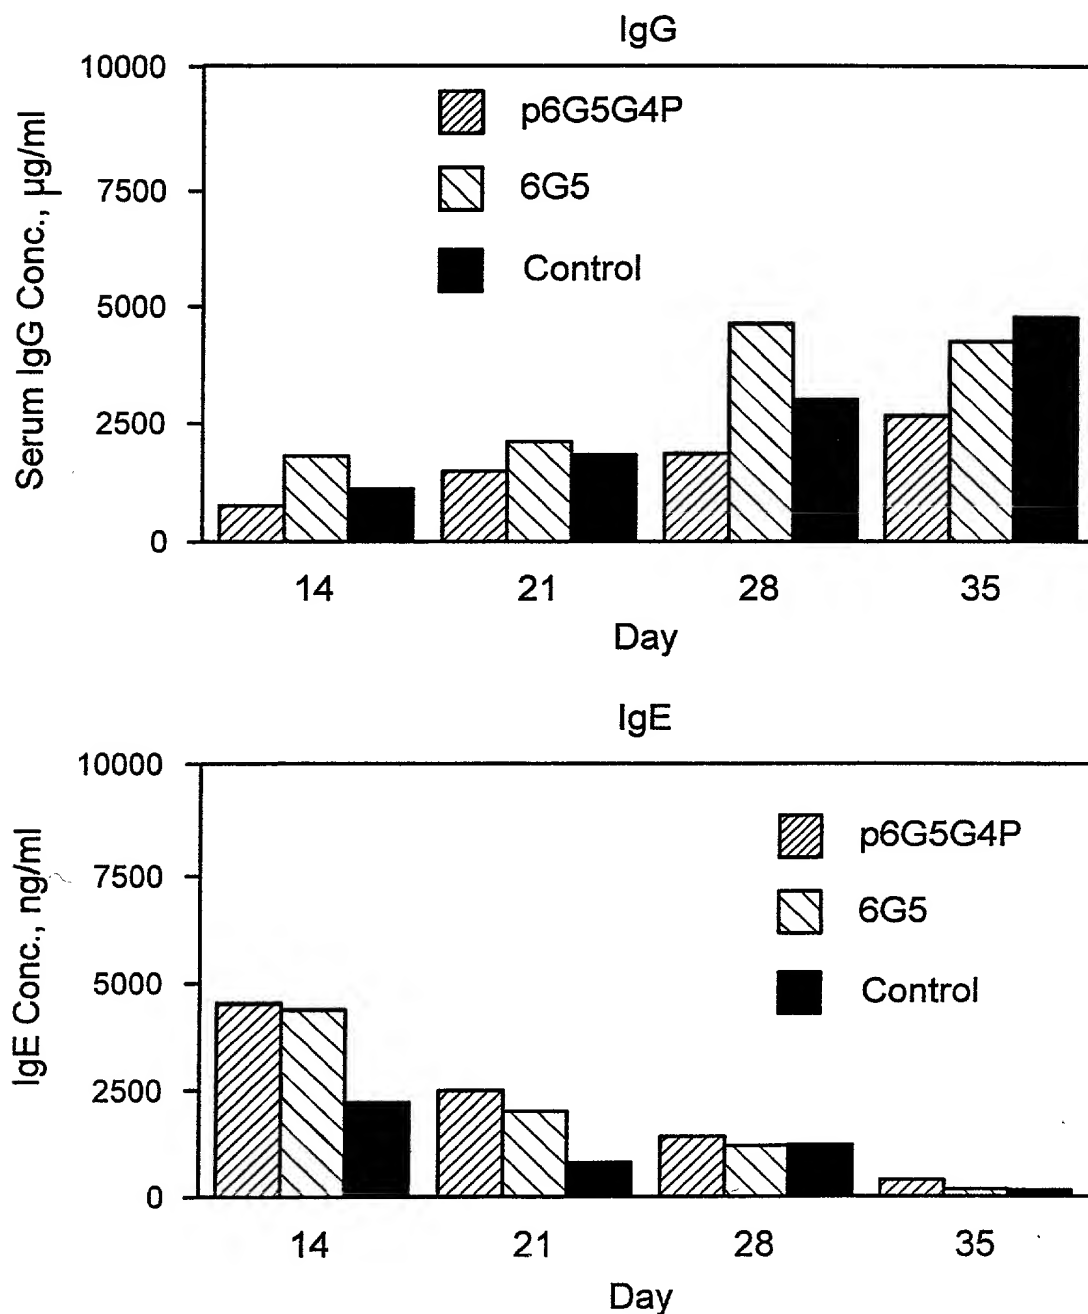 IgG
10000
7500
5000
2500
0
Serum IgG Conc., µg/ml
p6G5G4P
6G5
Control
14 21 28 35
Day
IgE
10000
7500
5000
2500
0
IgE Conc., ng/ml
p6G5G4P
6G5
Control
14 21 28 35
Day